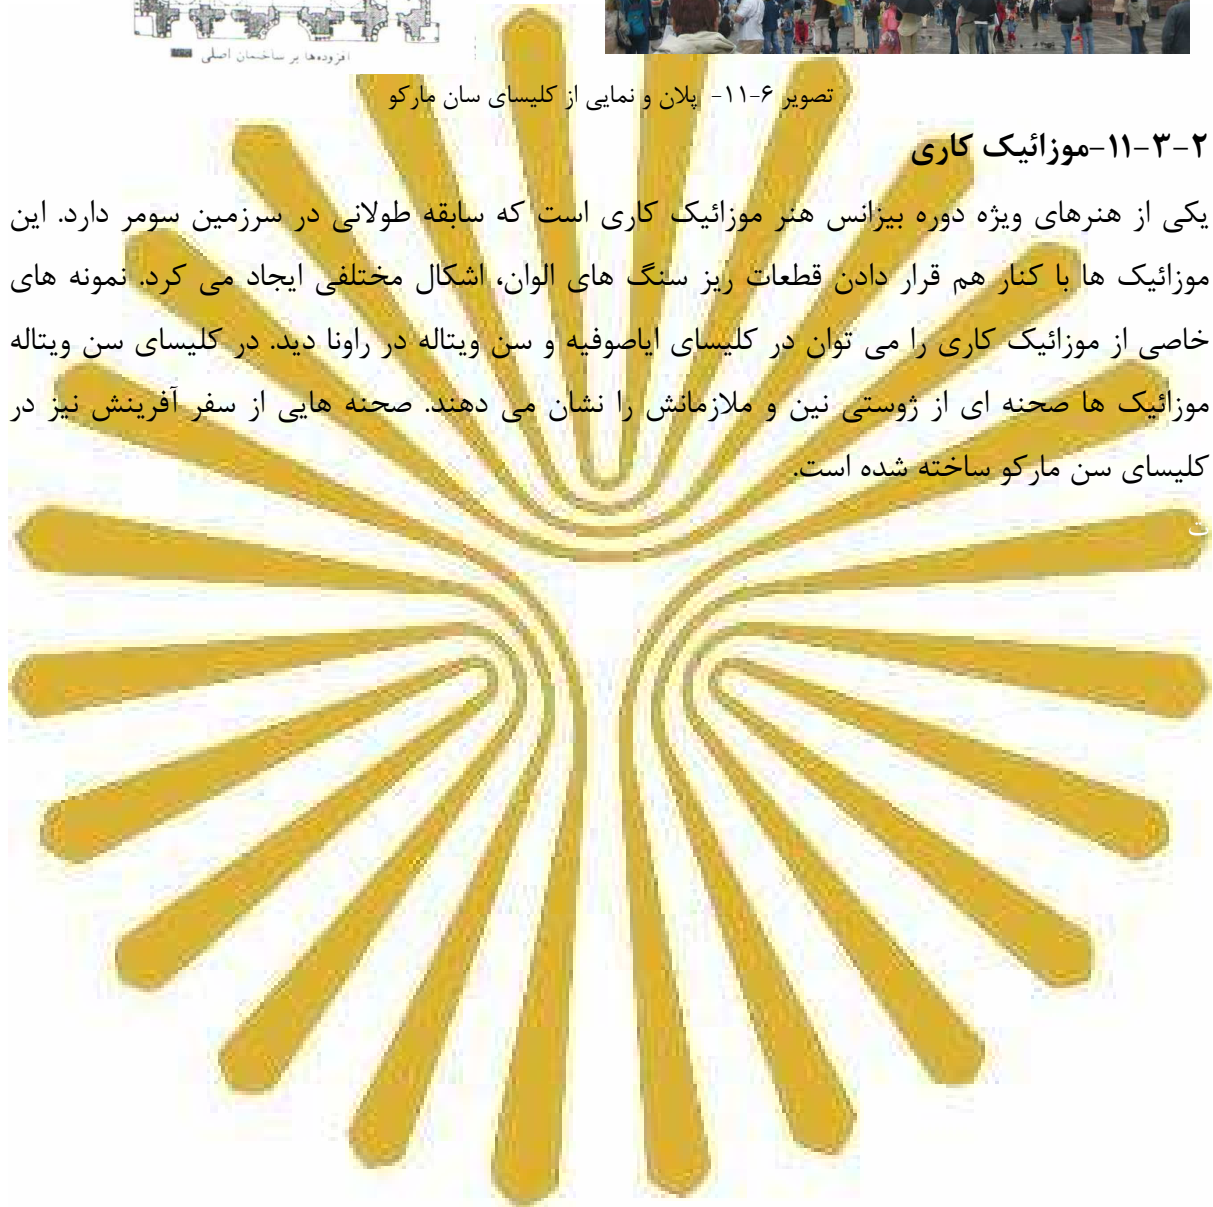 افزوده‌ها بر ساختمان اصلی
تصویر ۶-۱۱- پلان و نمایی از کلیسای سان مارکو
۲-۳-۱۱-موزائیک کاری
یکی از هنرهای ویژه دوره بیزانس هنر موزائیک کاری است که سابقه طولانی در سرزمین سومر دارد. این
موزائیک ها با کنار هم قرار دادن قطعات ریز سنگ های الوان، اشکال مختلفی ایجاد می کرد. نمونه های
خاصی از موزائیک کاری را می توان در کلیسای ایاصوفیه و سن ویتاله در راونا دید. در کلیسای سن ویتاله
موزائیک ها صحنه ای از ژوستی نین و ملازمانش را نشان می دهند. صحنه هایی از سفر آفرینش نیز در
کلیسای سن مارکو ساخته شده است.
ت